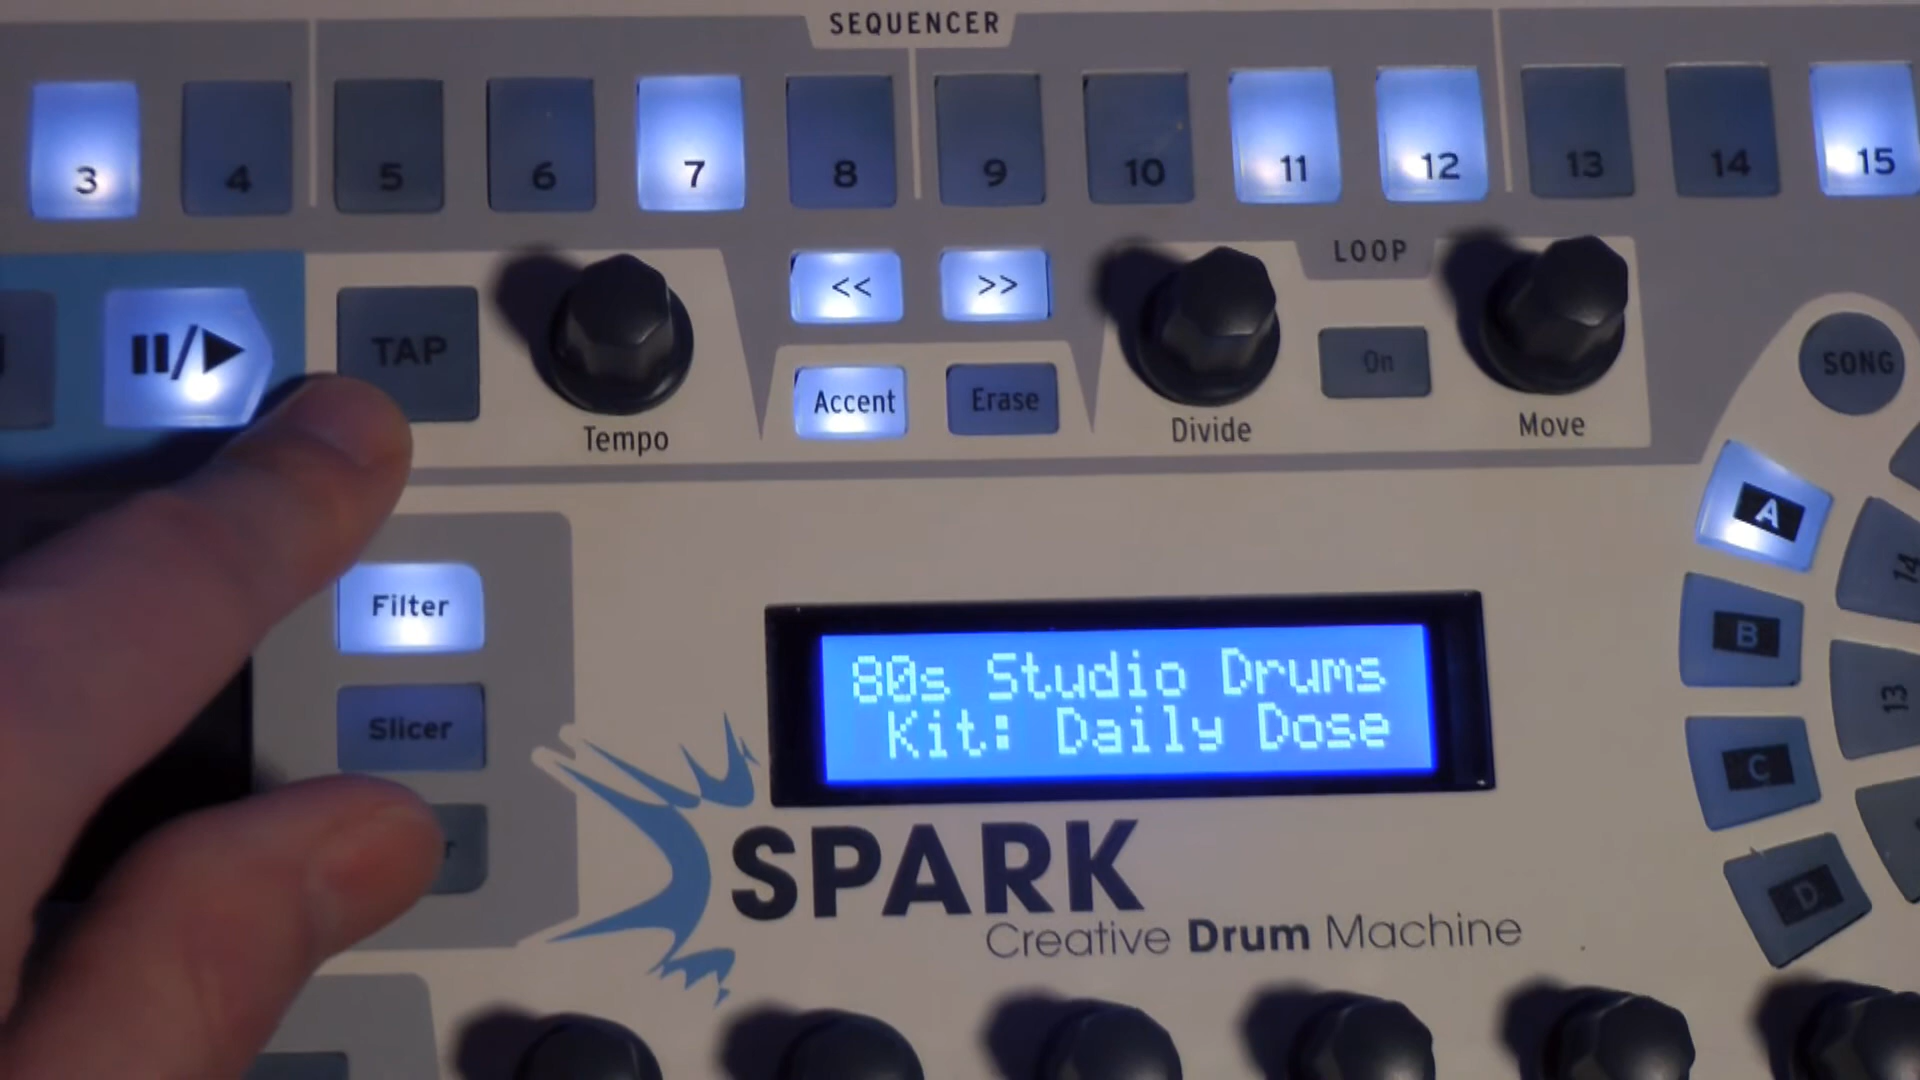 SEQUENCER
3 4 5 6 7 8 9 10 11 12 13 14 15
<< >>
LOOP
TAP
On
SONG
Accent Erase
Tempo
Divide
Move
A
14
Filter
B
80s Studio Drums
Kit: Daily Dose
13
Slicer
C
SPARK
D
Creative Drum Machine